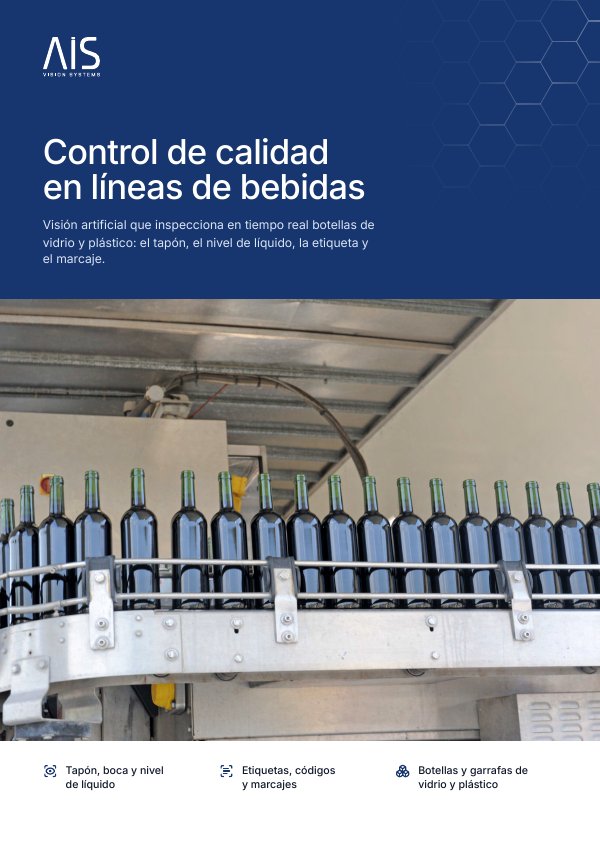 AIS
VISION SYSTEMS
Control de calidad
en líneas de bebidas
Visión artificial que inspecciona en tiempo real botellas de
vidrio y plástico: el tapón, el nivel de líquido, la etiqueta y
el marcaje.
Tapón, boca y nivel
de líquido
Etiquetas, códigos
y marcajes
Botellas y garrafas de
vidrio y plástico